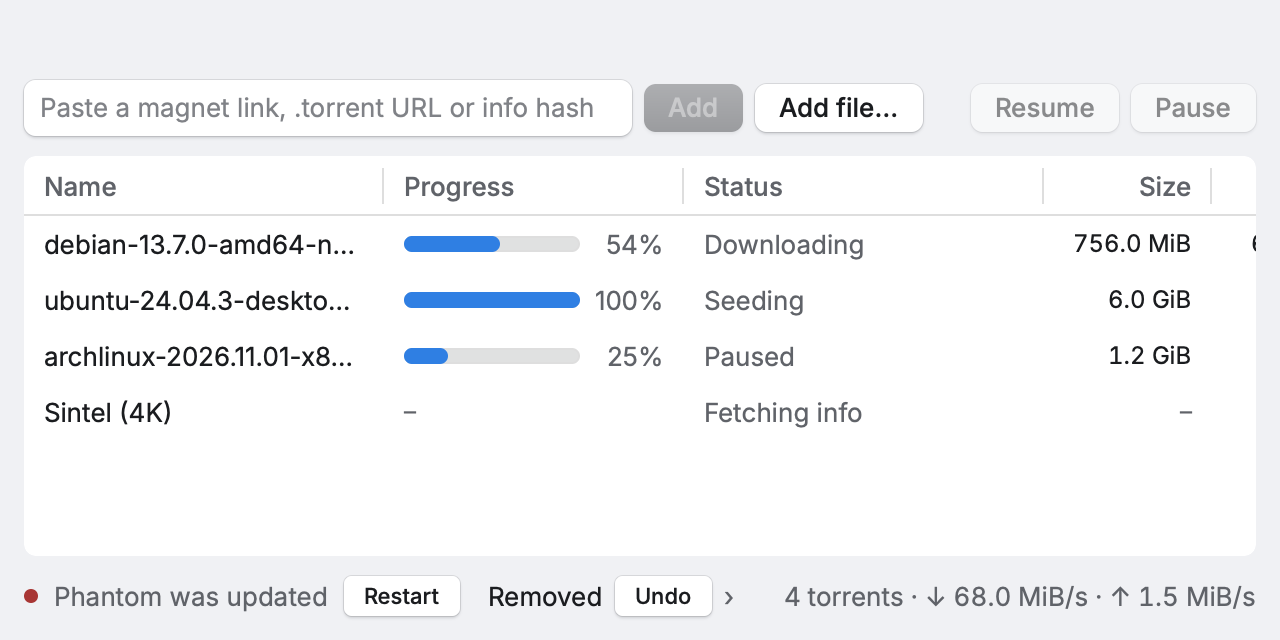 Paste a magnet link, .torrent URL or info hash Add Add file... Resume Pause
Name Progress Status Size
debian-13.7.0-amd64-n... 54% Downloading 756.0 MiB
ubuntu-24.04.3-deskto... 100% Seeding 6.0 GiB
archlinux-2026.11.01-x8... 25% Paused 1.2 GiB
Sintel (4K) – Fetching info –
Phantom was updated Restart Removed Undo › 4 torrents · ↓ 68.0 MiB/s · ↑ 1.5 MiB/s